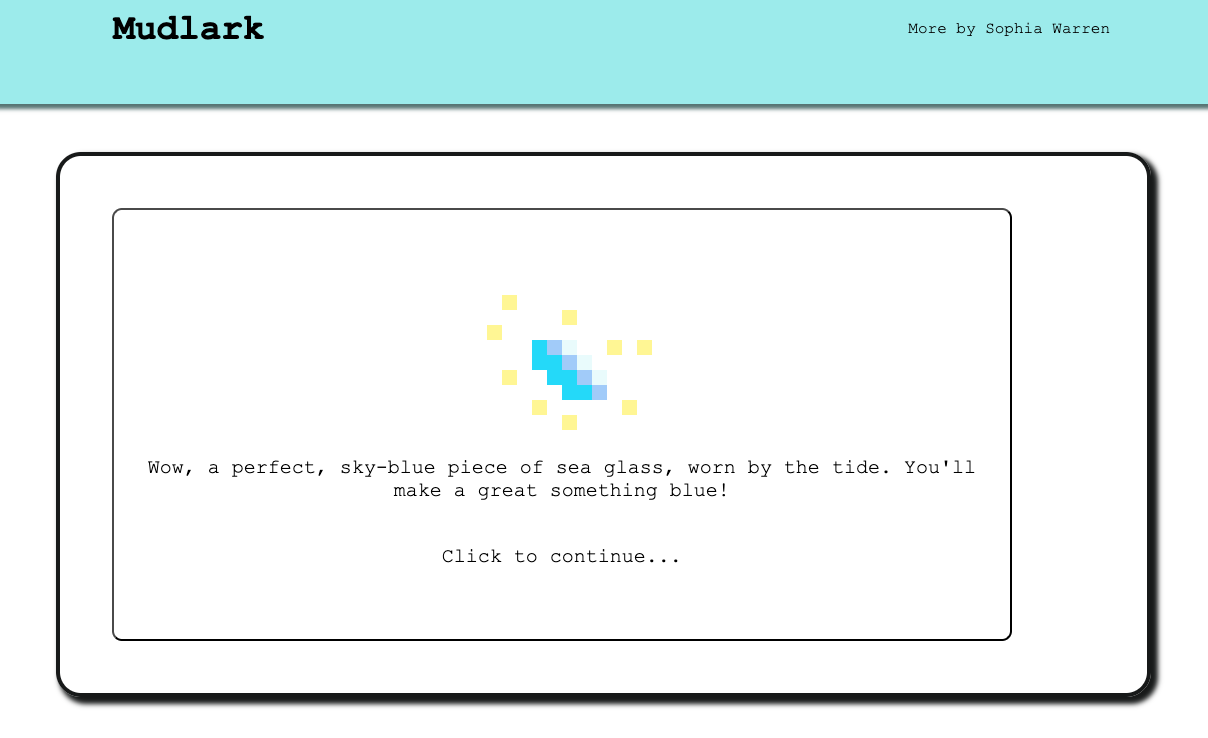 Mudlark
More by Sophia Warren
Wow, a perfect, sky-blue piece of sea glass, worn by the tide. You'll
make a great something blue!
Click to continue...